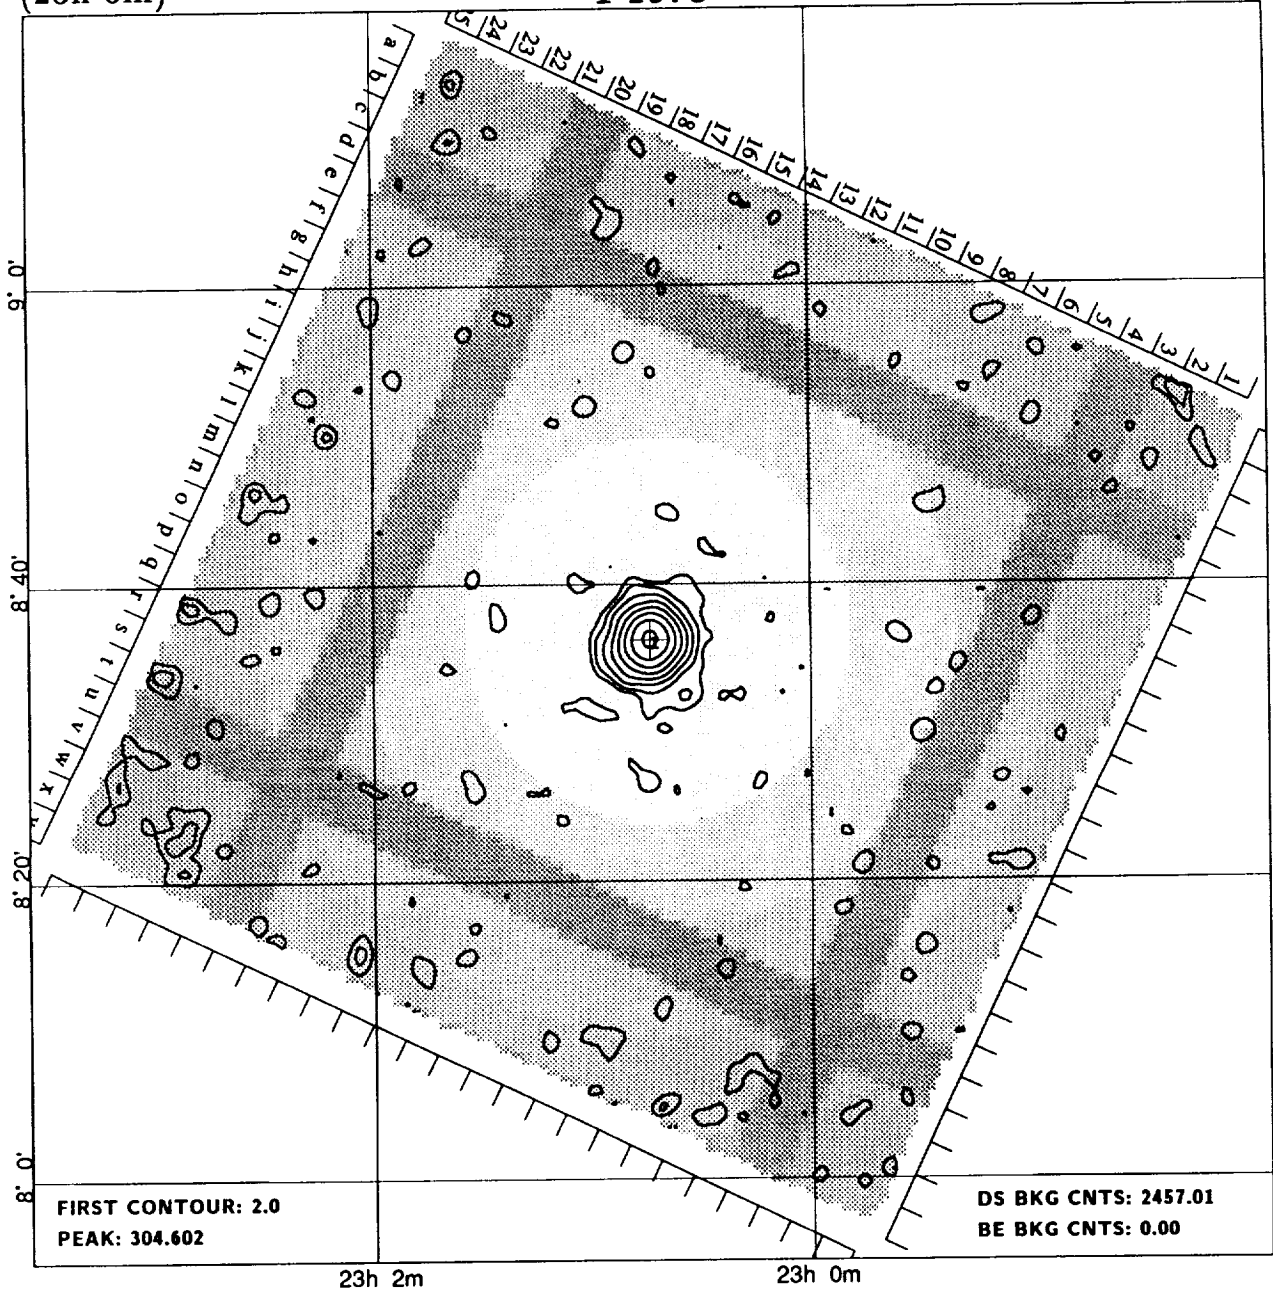 25 24 23 22 21 20 19 18 17 16 15 14 13 12 11 10 9 8 7 6 5 4 3 2 1
a b c d e f g h i j k l m n o p q r s t u v w x
9° 0'
8° 40'
8° 20'
8° 0'
FIRST CONTOUR: 2.0
PEAK: 304.602
DS BKG CNTS: 2457.01
BE BKG CNTS: 0.00
23h 2m
23h 0m